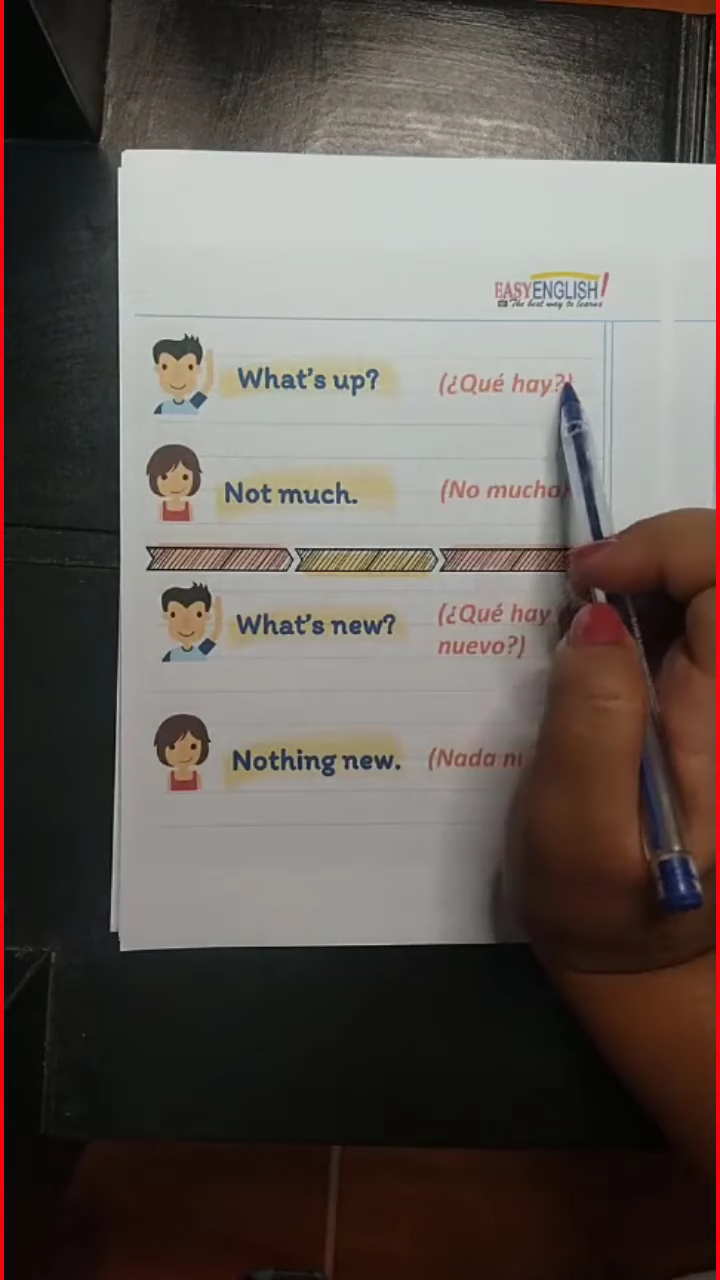 EASYENGLISH!
The best way to learn
What's up? (¿Qué hay?)
Not much. (No mucho)
What's new? (¿Qué hay
nuevo?)
Nothing new. (Nada